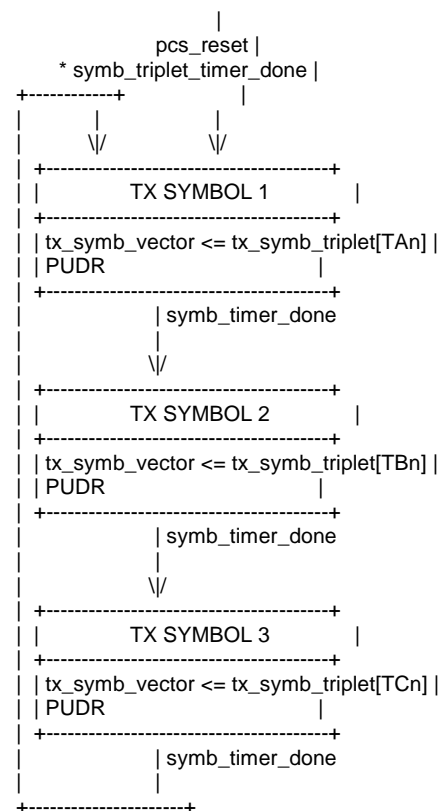 |
pcs_reset |
* symb_triplet_timer_done |
+------------+ |
| | |
| \|/ \|/
| +---------------------------------------+
| | TX SYMBOL 1 |
| +---------------------------------------+
| | tx_symb_vector <= tx_symb_triplet[TAn] |
| | PUDR |
| +---------------------------------------+
| | symb_timer_done
| |
| \|/
| +---------------------------------------+
| | TX SYMBOL 2 |
| +---------------------------------------+
| | tx_symb_vector <= tx_symb_triplet[TBn] |
| | PUDR |
| +---------------------------------------+
| | symb_timer_done
| |
| \|/
| +---------------------------------------+
| | TX SYMBOL 3 |
| +---------------------------------------+
| | tx_symb_vector <= tx_symb_triplet[TCn] |
| | PUDR |
| +---------------------------------------+
| | symb_timer_done
| |
+----------------------+